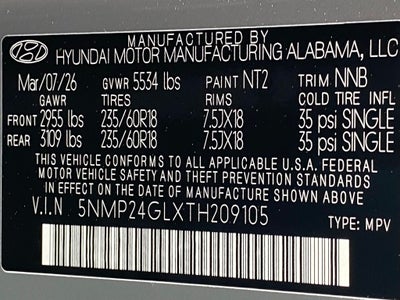 MANUFACTURED BY
HYUNDAI MOTOR MANUFACTURING ALABAMA, LLC
Mar/07/26 GVWR 5534 lbs PAINT NT2 TRIM NNB
GAWR TIRES RIMS COLD TIRE INFL
FRONT 2955 lbs 235/60R18 7.5JX18 35 psi SINGLE
REAR 3109 lbs 235/60R18 7.5JX18 35 psi SINGLE
THIS VEHICLE CONFORMS TO ALL APPLICABLE U.S.A. FEDERAL
MOTOR VEHICLE SAFETY/THEFT PREVENTION STANDARDS
IN EFFECT ON THE DATE OF MANUFACTURE SHOWN ABOVE.
V.I.N. 5NMP24GLXTH209105 TYPE: MPV